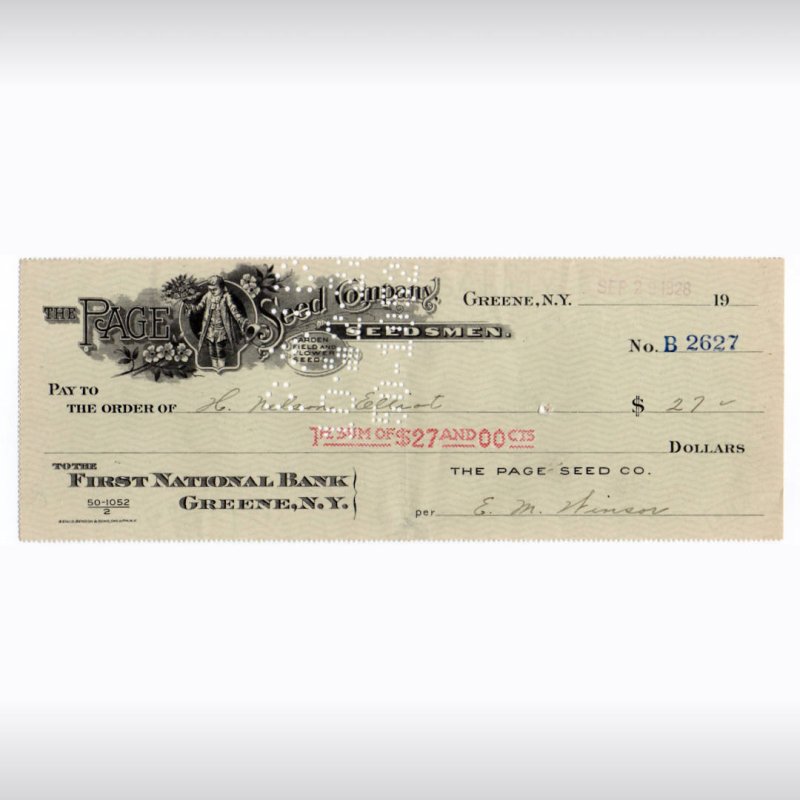 THE PAGE Seed Company,
SEEDSMEN.
GARDEN
FIELD AND
FLOWER
SEEDS
GREENE, N.Y. SEP 2 1928 19
No. B 2627
PAY TO
THE ORDER OF H. Nelson Elliot $ 27
THE SUM OF $27 AND 00 CTS
DOLLARS
TO THE
FIRST NATIONAL BANK
GREENE, N.Y.
50-1052
2
THE PAGE SEED CO.
per E. M. Winsor